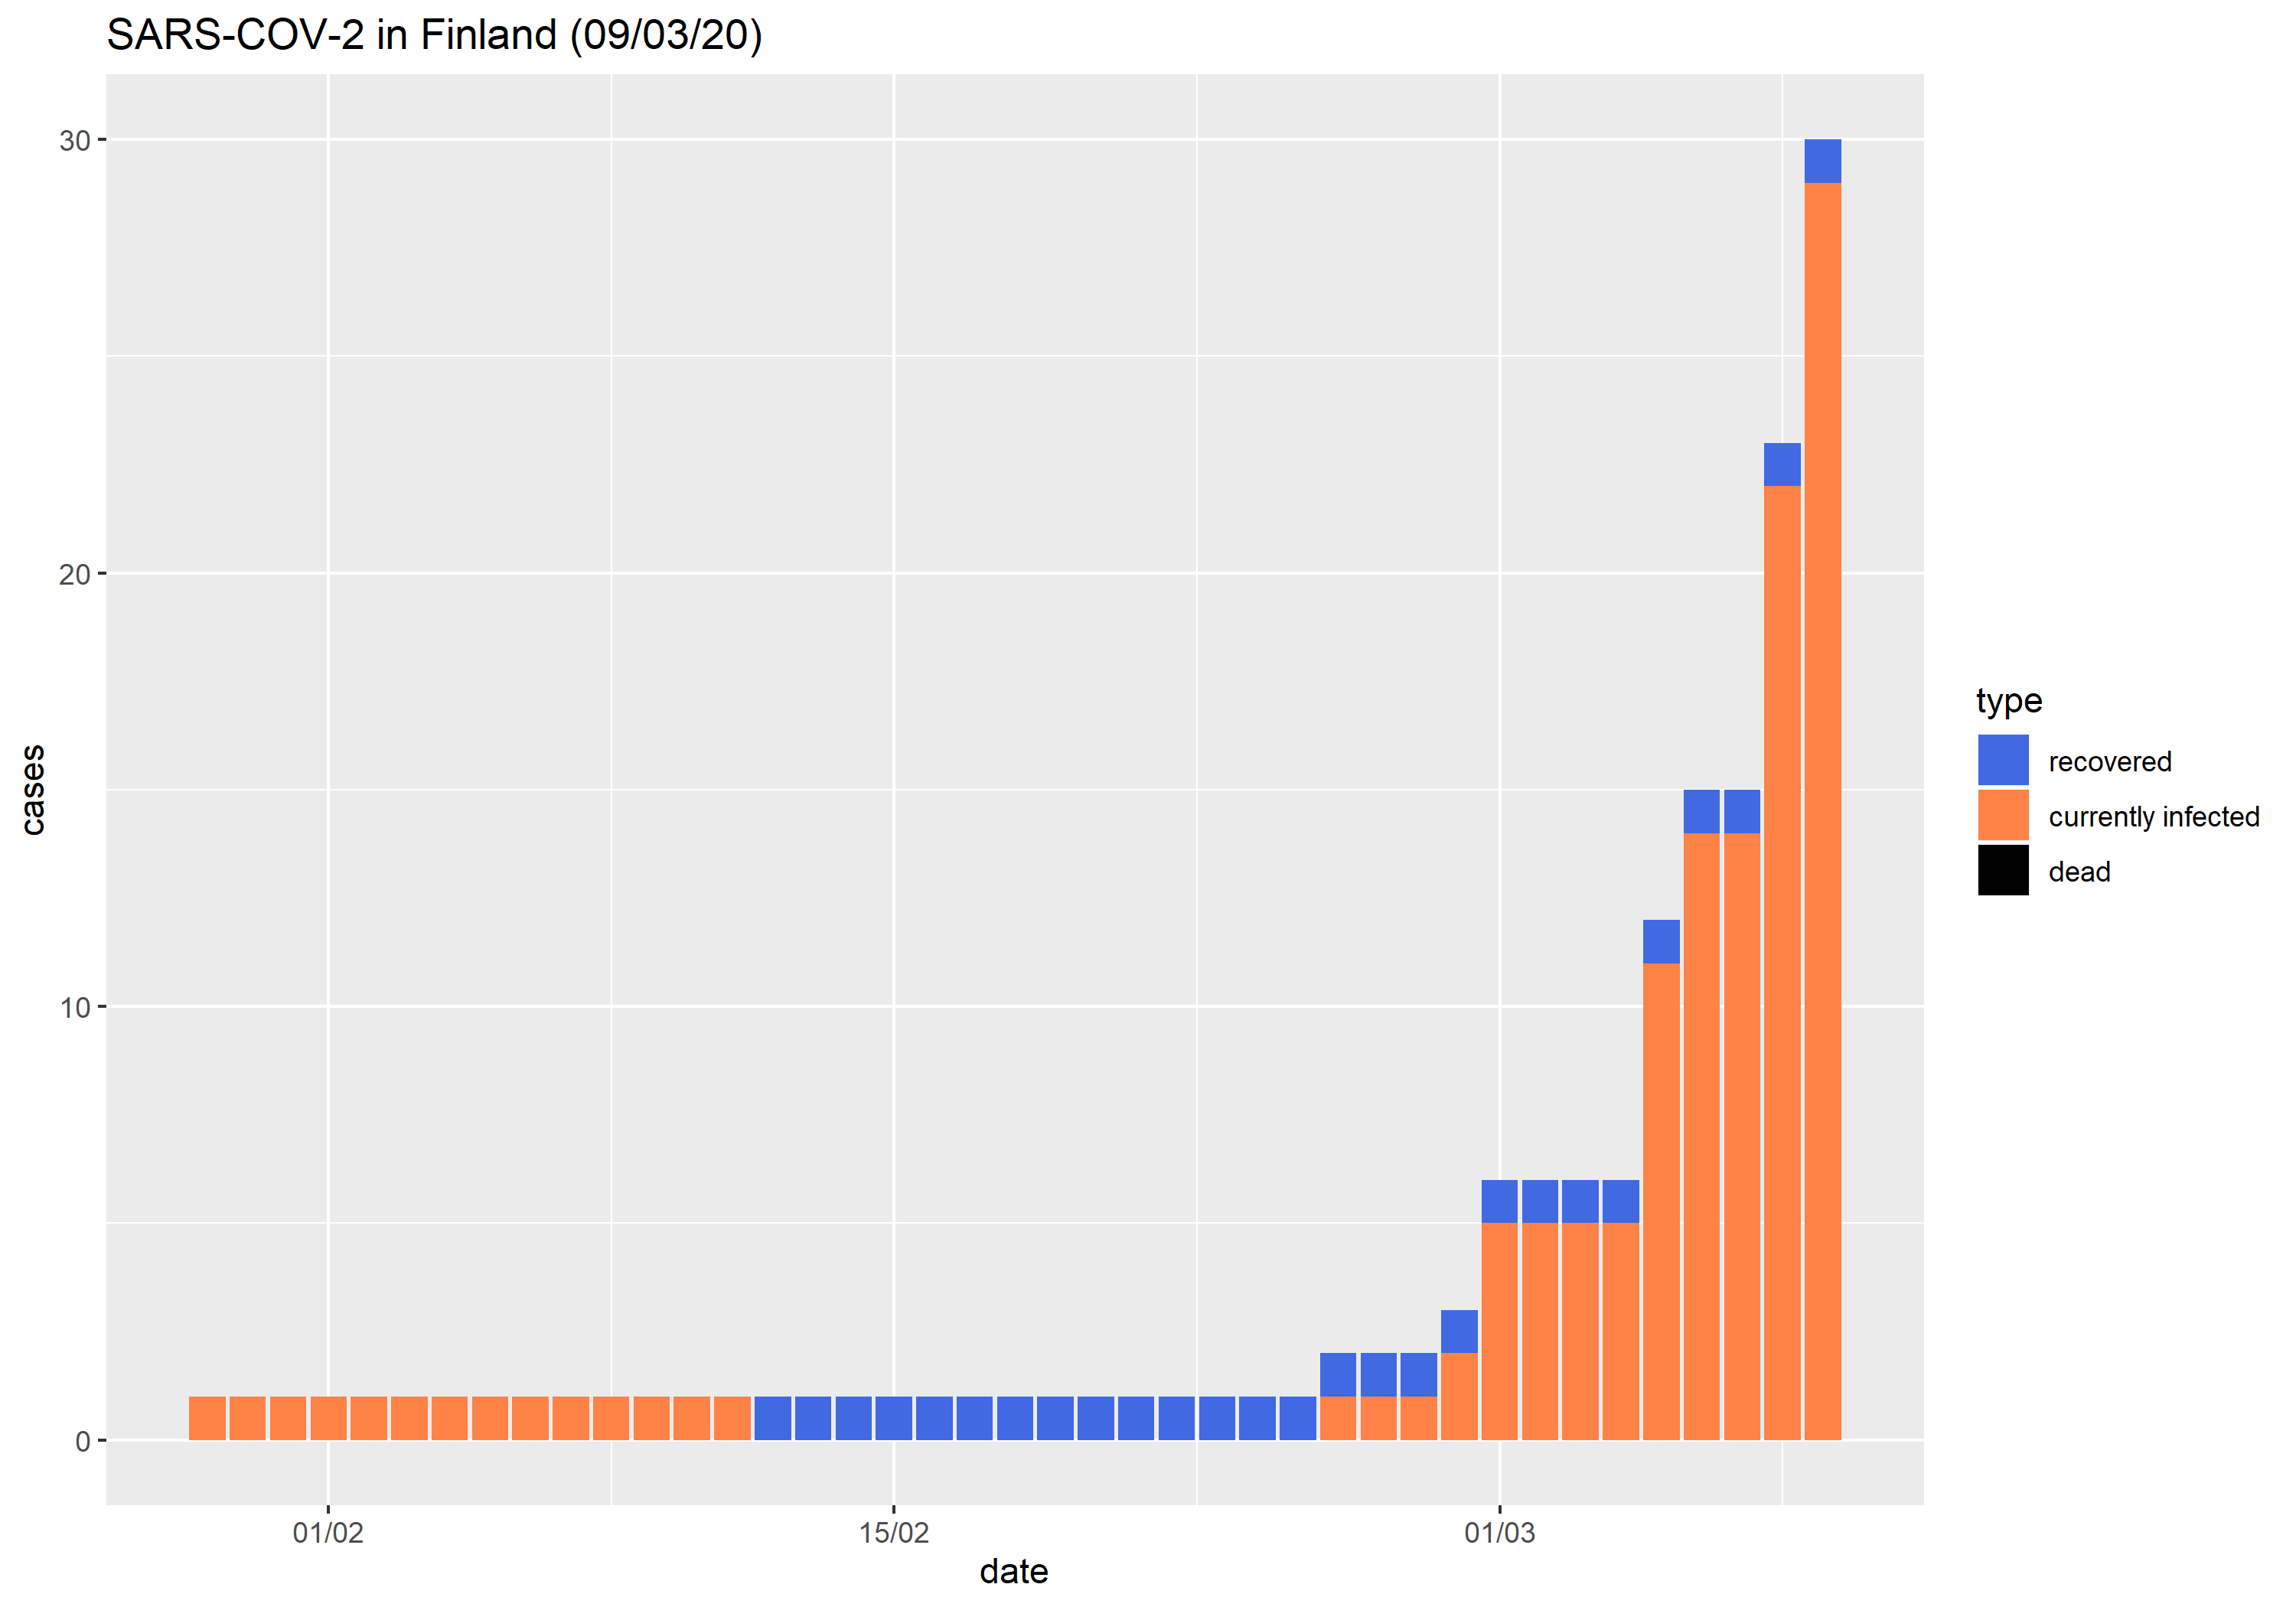 SARS-COV-2 in Finland (09/03/20)
30
20
10
0
cases
01/02
15/02
01/03
date
type
recovered
currently infected
dead